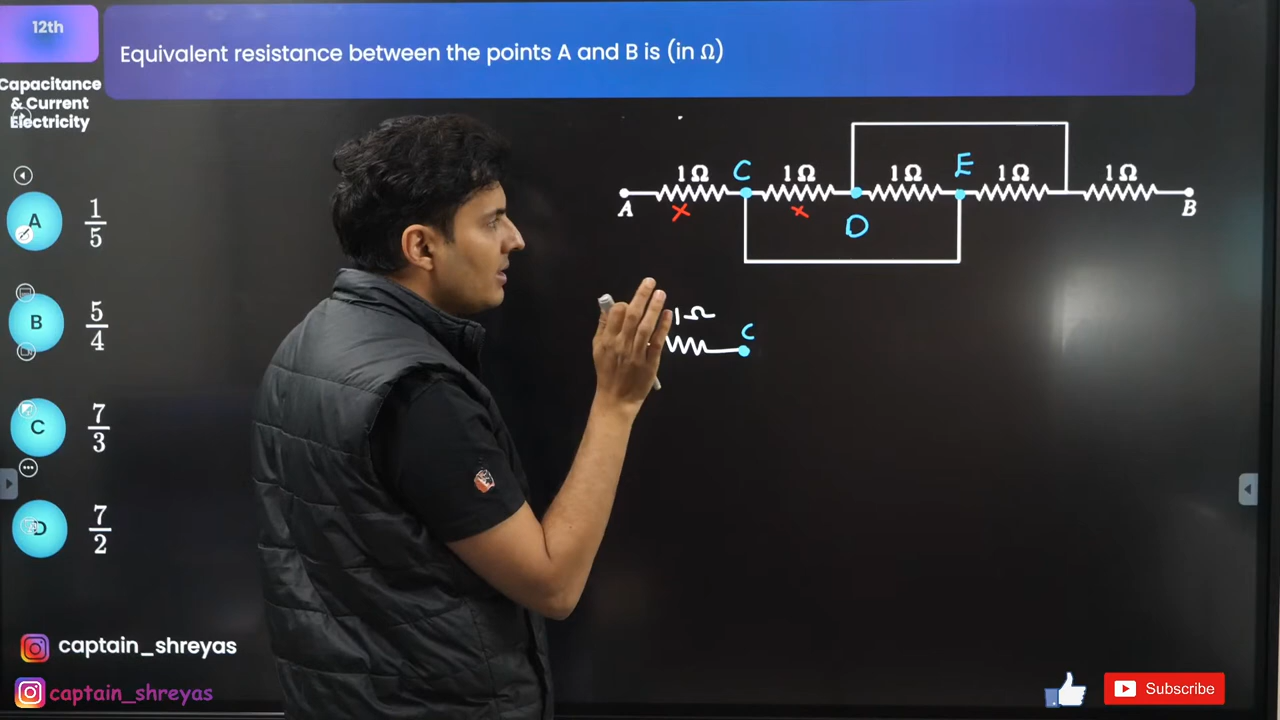 12th
Equivalent resistance between the points A and B is (in Ω)
Capacitance
& Current
Electricity
A 1/5
B 5/4
C 7/3
D 7/2
1Ω C 1Ω 1Ω E 1Ω 1Ω
A × × D B
1Ω C
captain_shreyas
captain_shreyas
Subscribe